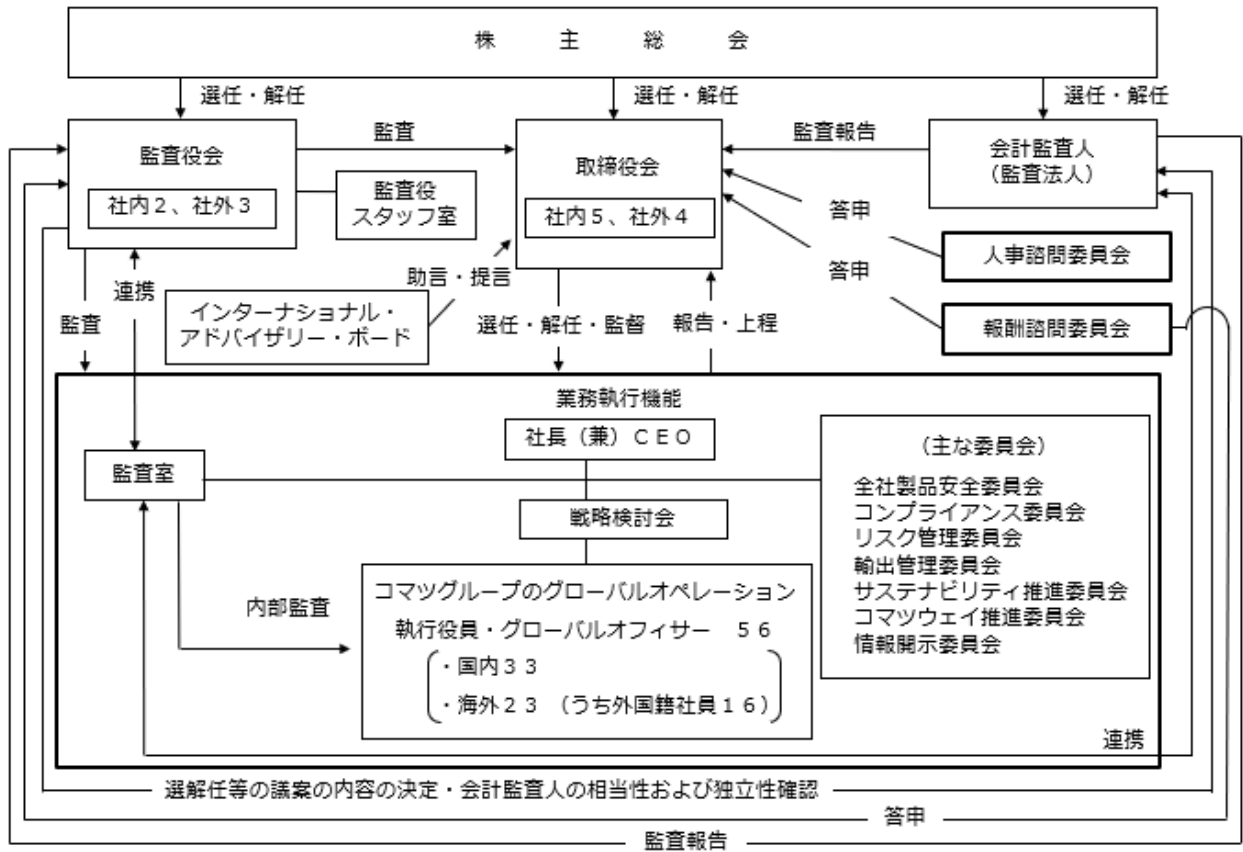 株主総会
選任・解任
選任・解任
選任・解任
監査役会
社内２、社外３
監査
監査役
スタッフ室
取締役会
社内５、社外４
監査報告
会計監査人
（監査法人）
答申
答申
人事諮問委員会
報酬諮問委員会
監査
連携
インターナショナル・
アドバイザリー・ボード
助言・提言
選任・解任・監督
報告・上程
業務執行機能
社長（兼）ＣＥＯ
監査室
戦略検討会
内部監査
コマツグループのグローバルオペレーション
執行役員・グローバルオフィサー　５６
・国内３３
・海外２３　（うち外国籍社員１６）
（主な委員会）
全社製品安全委員会
コンプライアンス委員会
リスク管理委員会
輸出管理委員会
サステナビリティ推進委員会
コマツウェイ推進委員会
情報開示委員会
連携
選解任等の議案の内容の決定・会計監査人の相当性および独立性確認
答申
監査報告